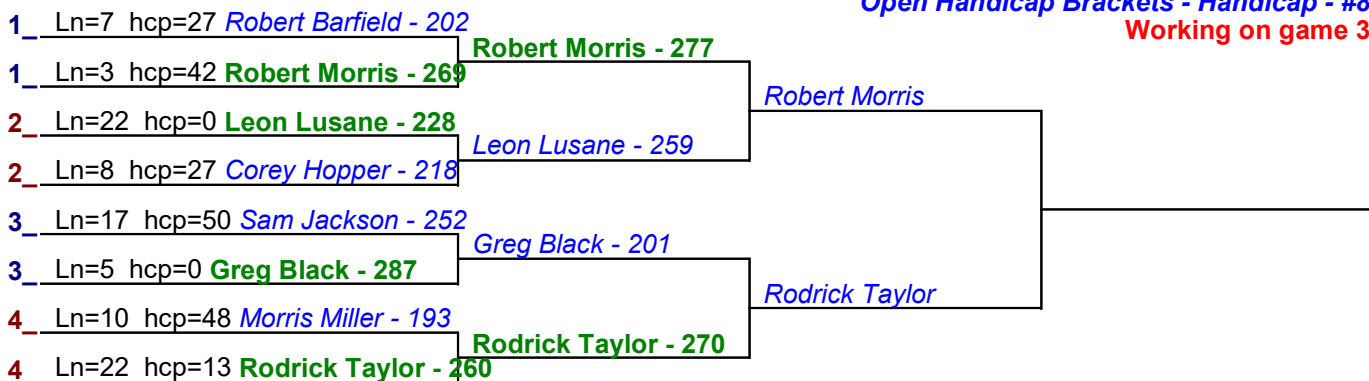 Open Handicap Brackets - Handicap - #8
Working on game 3
1_ Ln=7 hcp=27 Robert Barfield - 202
Robert Morris - 277
1_ Ln=3 hcp=42 Robert Morris - 269
Robert Morris
2_ Ln=22 hcp=0 Leon Lusane - 228
Leon Lusane - 259
2_ Ln=8 hcp=27 Corey Hopper - 218
3_ Ln=17 hcp=50 Sam Jackson - 252
Greg Black - 201
3_ Ln=5 hcp=0 Greg Black - 287
Rodrick Taylor
4_ Ln=10 hcp=48 Morris Miller - 193
Rodrick Taylor - 270
4 Ln=22 hcp=13 Rodrick Taylor - 260